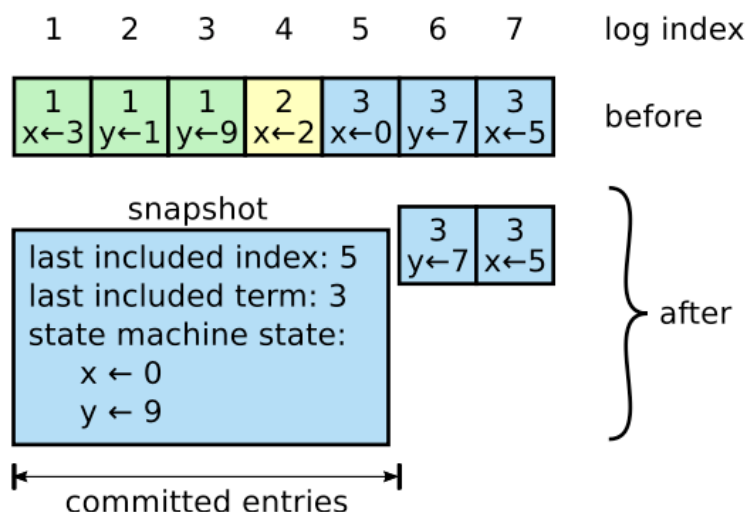 1 2 3 4 5 6 7 log index
1 1 1 2 3 3 3
x←3 y←1 y←9 x←2 x←0 y←7 x←5
before
snapshot
3 3
y←7 x←5
last included index: 5
last included term: 3
state machine state:
x ← 0
y ← 9
after
committed entries